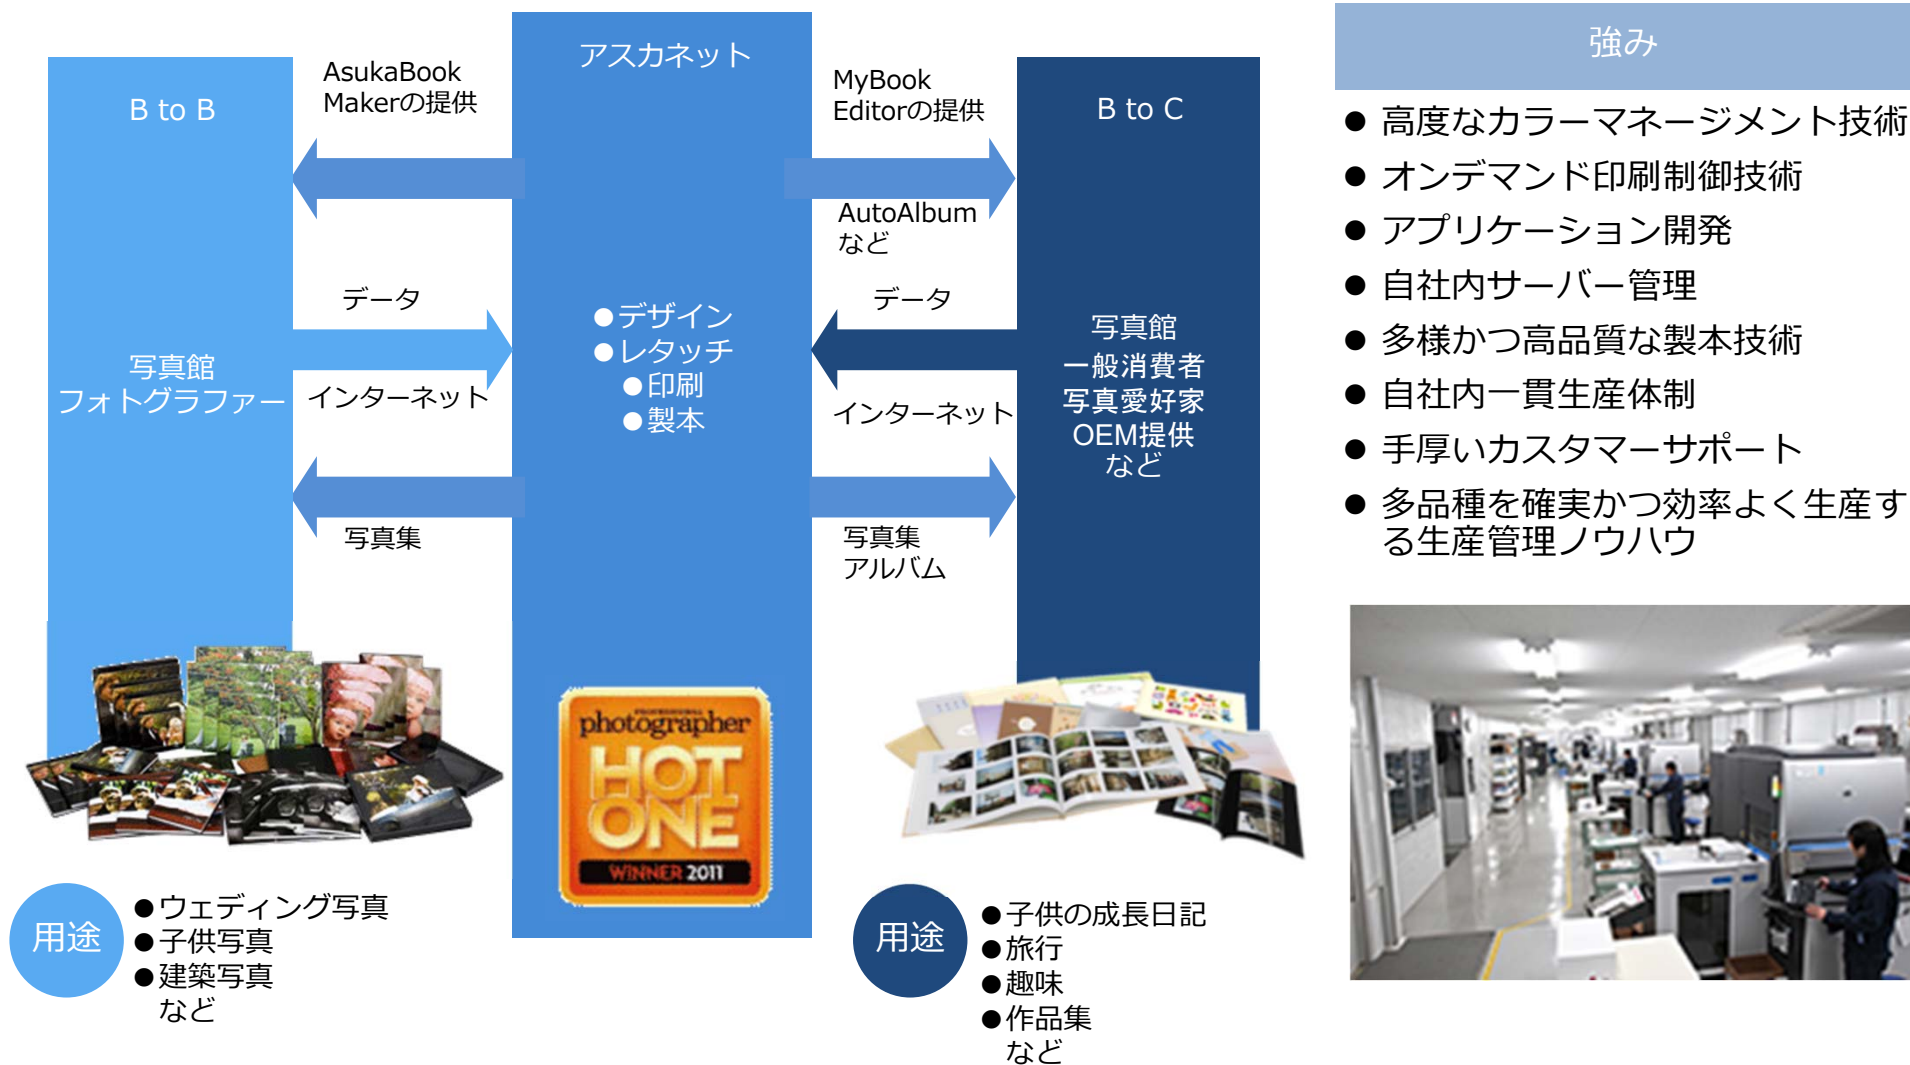 B to B
写真館
フォトグラファー
AsukaBook
Makerの提供
データ
インターネット
写真集
アスカネット
●デザイン
●レタッチ
●印刷
●製本
PROFESSIONAL
photographer
HOT
ONE
WINNER 2011
MyBook
Editorの提供
AutoAlbum
など
データ
インターネット
写真集
アルバム
B to C
写真館
一般消費者
写真愛好家
OEM提供
など
用途
●ウェディング写真
●子供写真
●建築写真
など
用途
●子供の成長日記
●旅行
●趣味
●作品集
など
強み
● 高度なカラーマネージメント技術
● オンデマンド印刷制御技術
● アプリケーション開発
● 自社内サーバー管理
● 多様かつ高品質な製本技術
● 自社内一貫生産体制
● 手厚いカスタマーサポート
● 多品種を確実かつ効率よく生産す
る生産管理ノウハウ